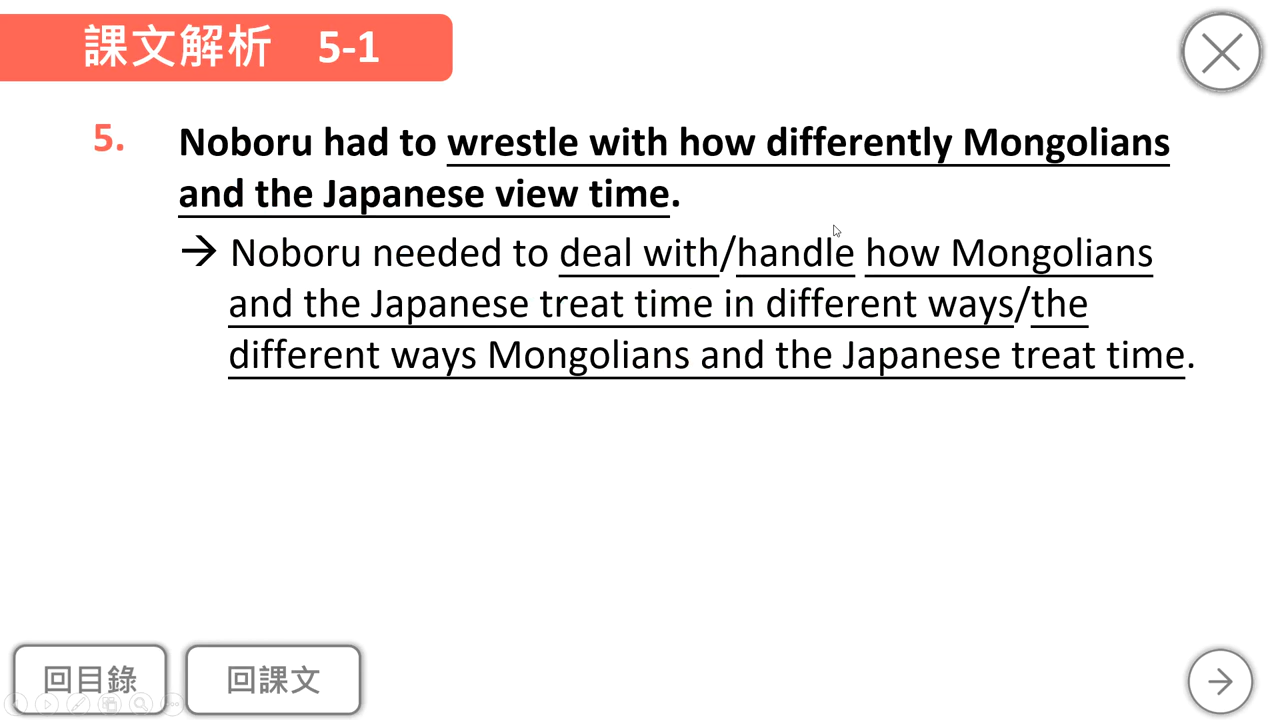 課文解析 5-1
5. Noboru had to wrestle with how differently Mongolians
and the Japanese view time.
→ Noboru needed to deal with/handle how Mongolians
and the Japanese treat time in different ways/the
different ways Mongolians and the Japanese treat time.
回目錄 回課文